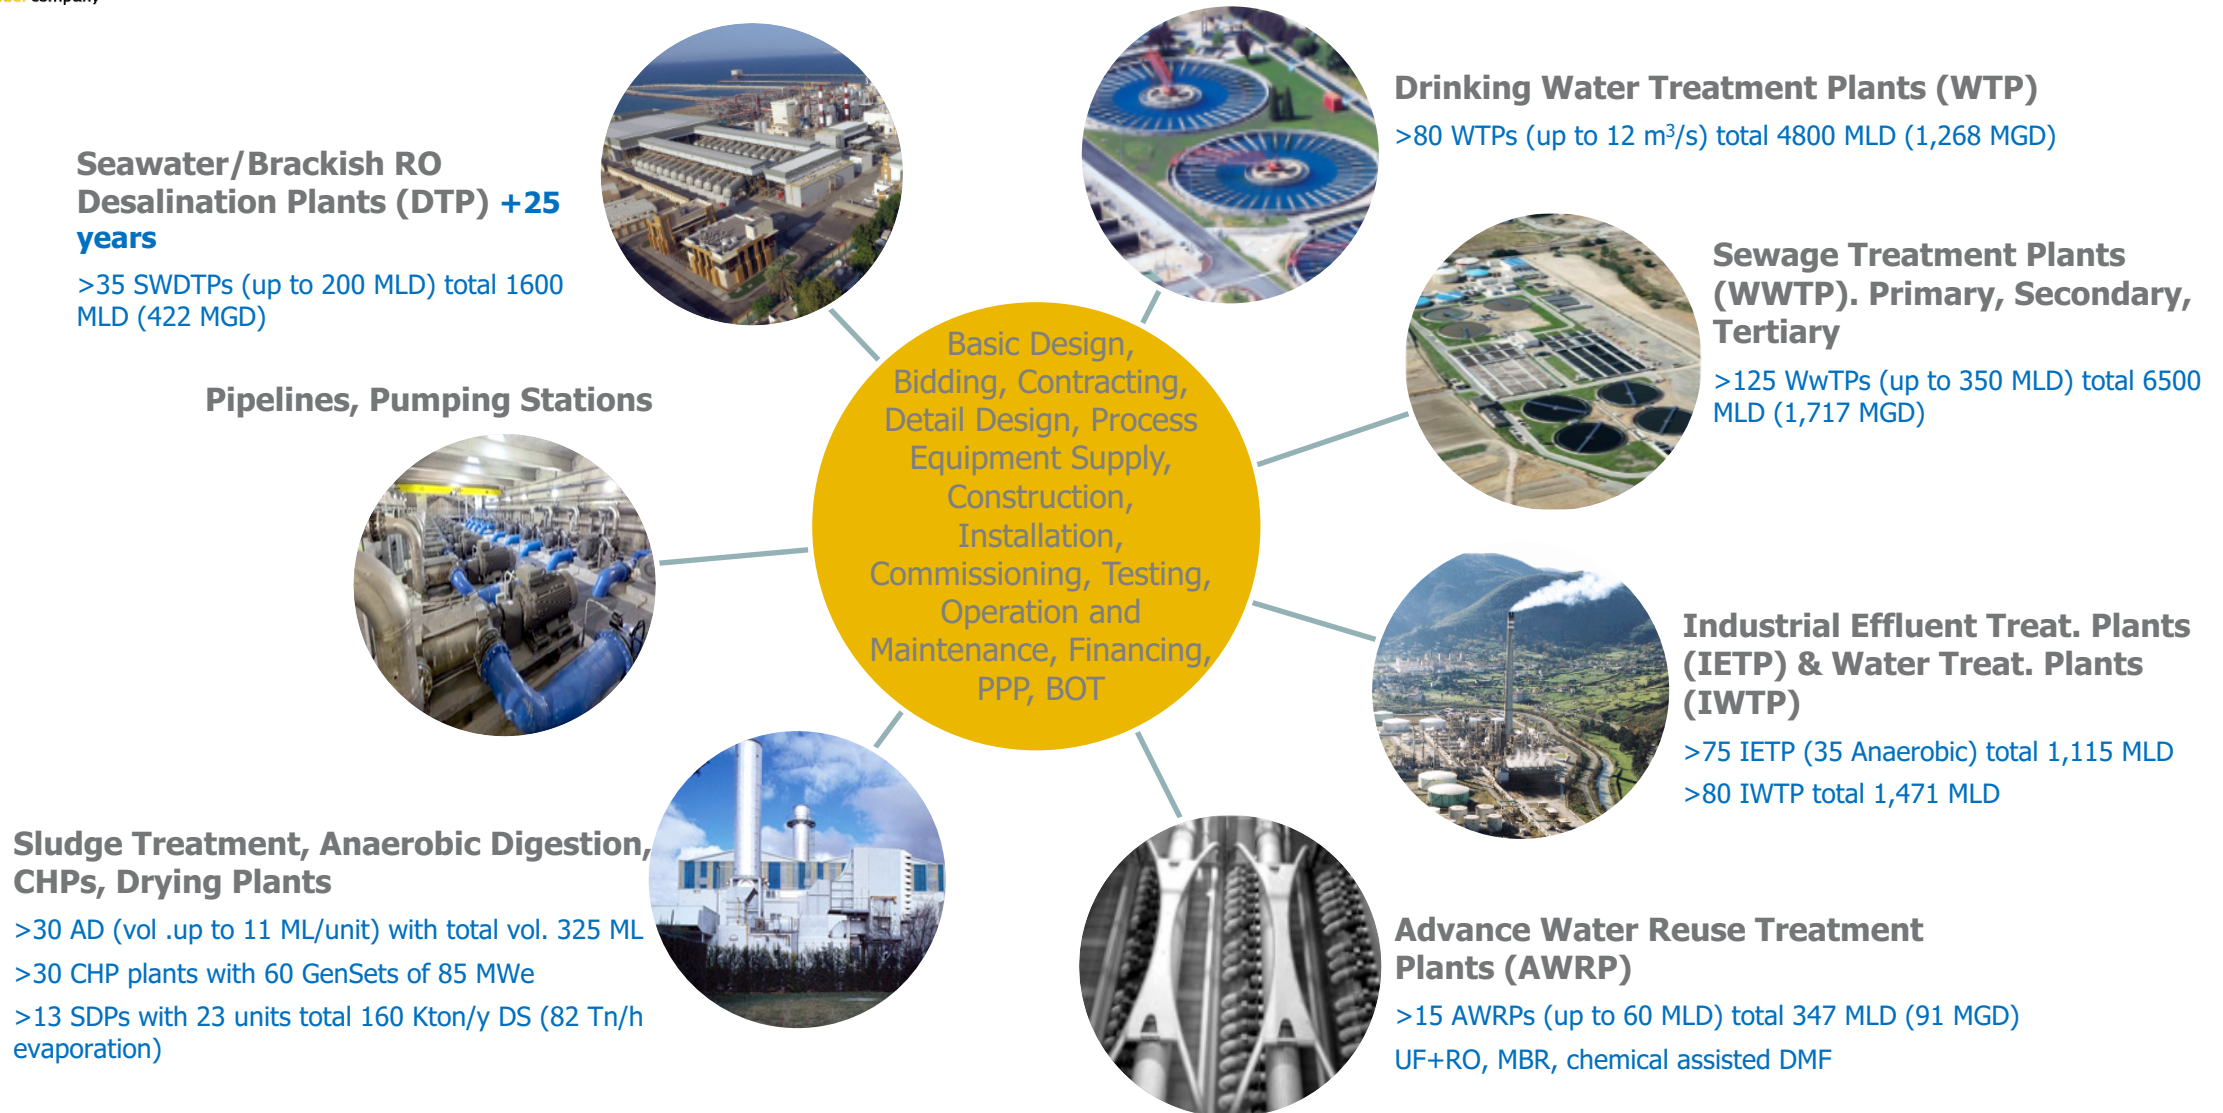 company
Drinking Water Treatment Plants (WTP)
>80 WTPs (up to 12 m³/s) total 4800 MLD (1,268 MGD)
Seawater/Brackish RO
Desalination Plants (DTP) +25
years
>35 SWDTPs (up to 200 MLD) total 1600
MLD (422 MGD)
Sewage Treatment Plants
(WWTP). Primary, Secondary,
Tertiary
>125 WwTPs (up to 350 MLD) total 6500
MLD (1,717 MGD)
Pipelines, Pumping Stations
Basic Design,
Bidding, Contracting,
Detail Design, Process
Equipment Supply,
Construction,
Installation,
Commissioning, Testing,
Operation and
Maintenance, Financing,
PPP, BOT
Industrial Effluent Treat. Plants
(IETP) & Water Treat. Plants
(IWTP)
>75 IETP (35 Anaerobic) total 1,115 MLD
>80 IWTP total 1,471 MLD
Sludge Treatment, Anaerobic Digestion,
CHPs, Drying Plants
>30 AD (vol .up to 11 ML/unit) with total vol. 325 ML
>30 CHP plants with 60 GenSets of 85 MWe
>13 SDPs with 23 units total 160 Kton/y DS (82 Tn/h
evaporation)
Advance Water Reuse Treatment
Plants (AWRP)
>15 AWRPs (up to 60 MLD) total 347 MLD (91 MGD)
UF+RO, MBR, chemical assisted DMF